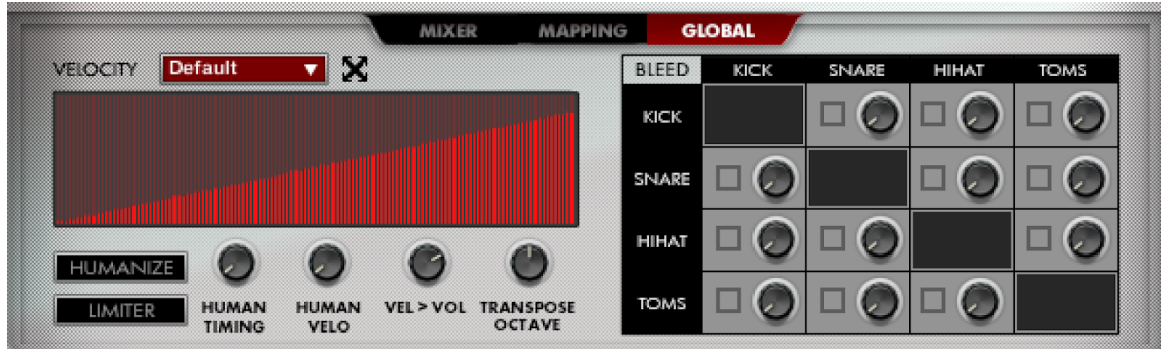 MIXER MAPPING GLOBAL
VELOCITY Default
BLEED KICK SNARE HIHAT TOMS
KICK
SNARE
HIHAT
TOMS
HUMANIZE
LIMITER
HUMAN
TIMING
HUMAN
VELO
VEL > VOL
TRANSPOSE
OCTAVE